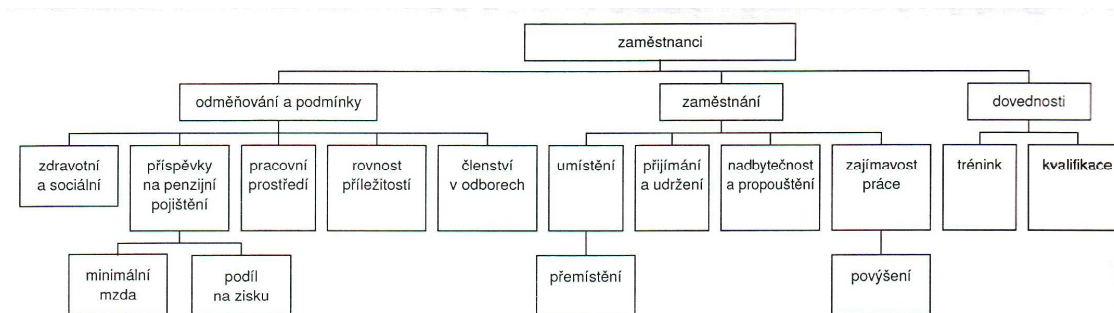 zaměstnanci
odměňování a podmínky
zaměstnání
dovednosti
zdravotní
a sociální
příspěvky
na penzijní
pojištění
pracovní
prostředí
rovnost
příležitostí
členství
v odborech
umístění
přijímání
a udržení
nadbytečnost
a propouštění
zajímavost
práce
trénink
kvalifikace
minimální
mzda
podíl
na zisku
přemístění
povýšení